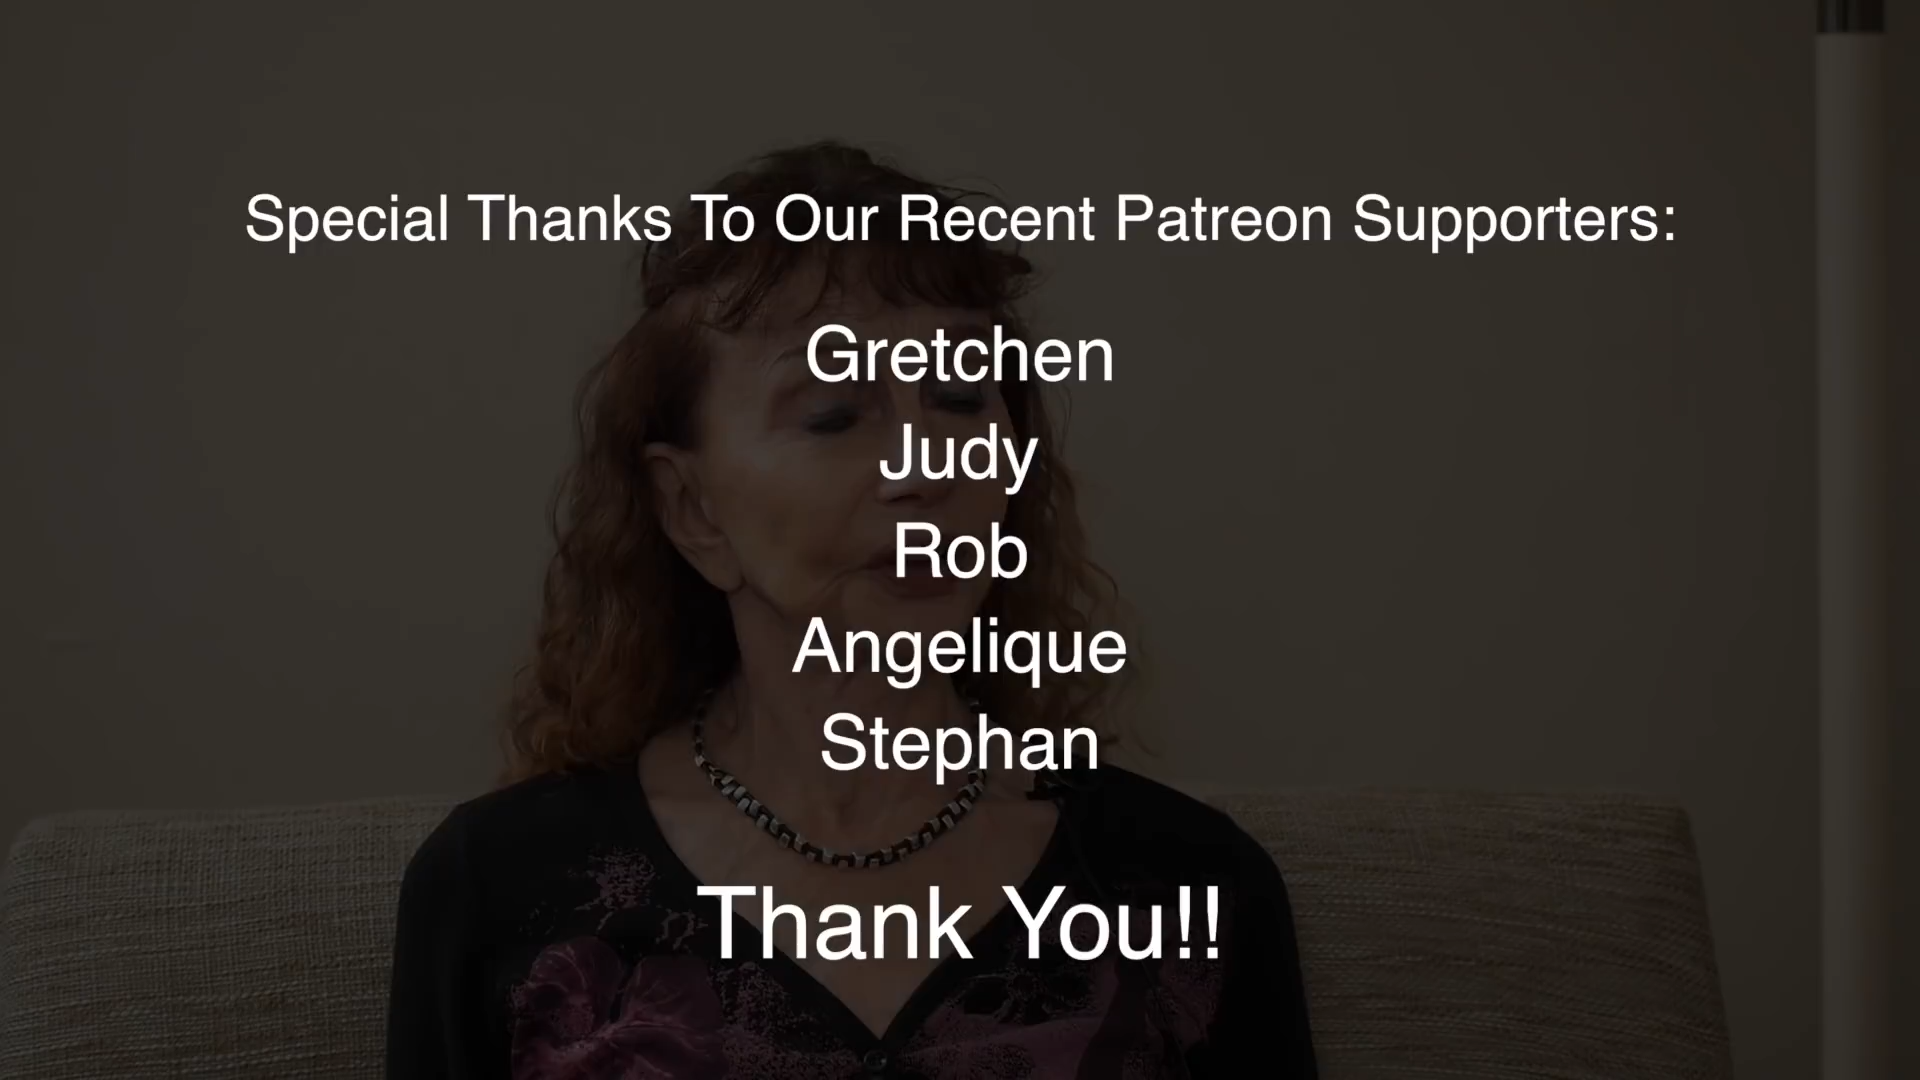 Special Thanks To Our Recent Patreon Supporters:
Gretchen
Judy
Rob
Angelique
Stephan
Thank You!!